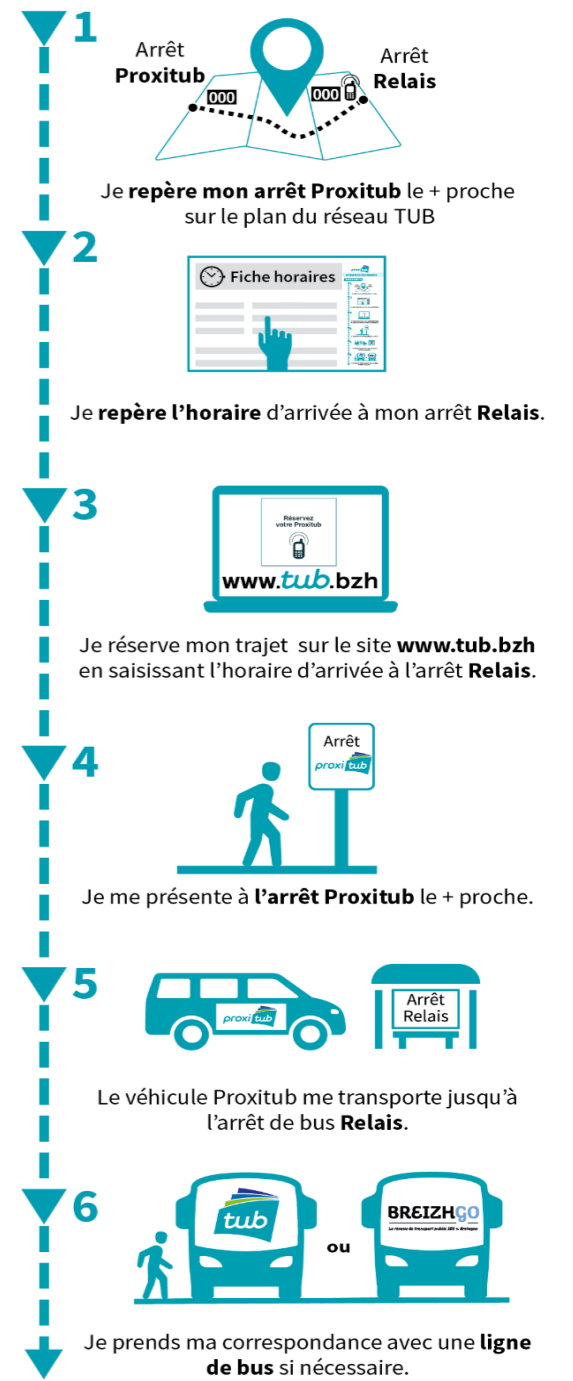 1
Arrêt
Proxitub
Arrêt
Relais
000
000
Je repère mon arrêt Proxitub le + proche
sur le plan du réseau TUB
2
Fiche horaires
Je repère l’horaire d’arrivée à mon arrêt Relais.
3
Réservez
votre Proxitub
www.tub.bzh
Je réserve mon trajet sur le site www.tub.bzh
en saisissant l’horaire d’arrivée à l’arrêt Relais.
4
Arrêt
proxitub
Je me présente à l’arrêt Proxitub le + proche.
5
proxitub
Arrêt
Relais
Le véhicule Proxitub me transporte jusqu’à
l’arrêt de bus Relais.
6
tub
ou
BREIZHGO
Je prends ma correspondance avec une ligne
de bus si nécessaire.